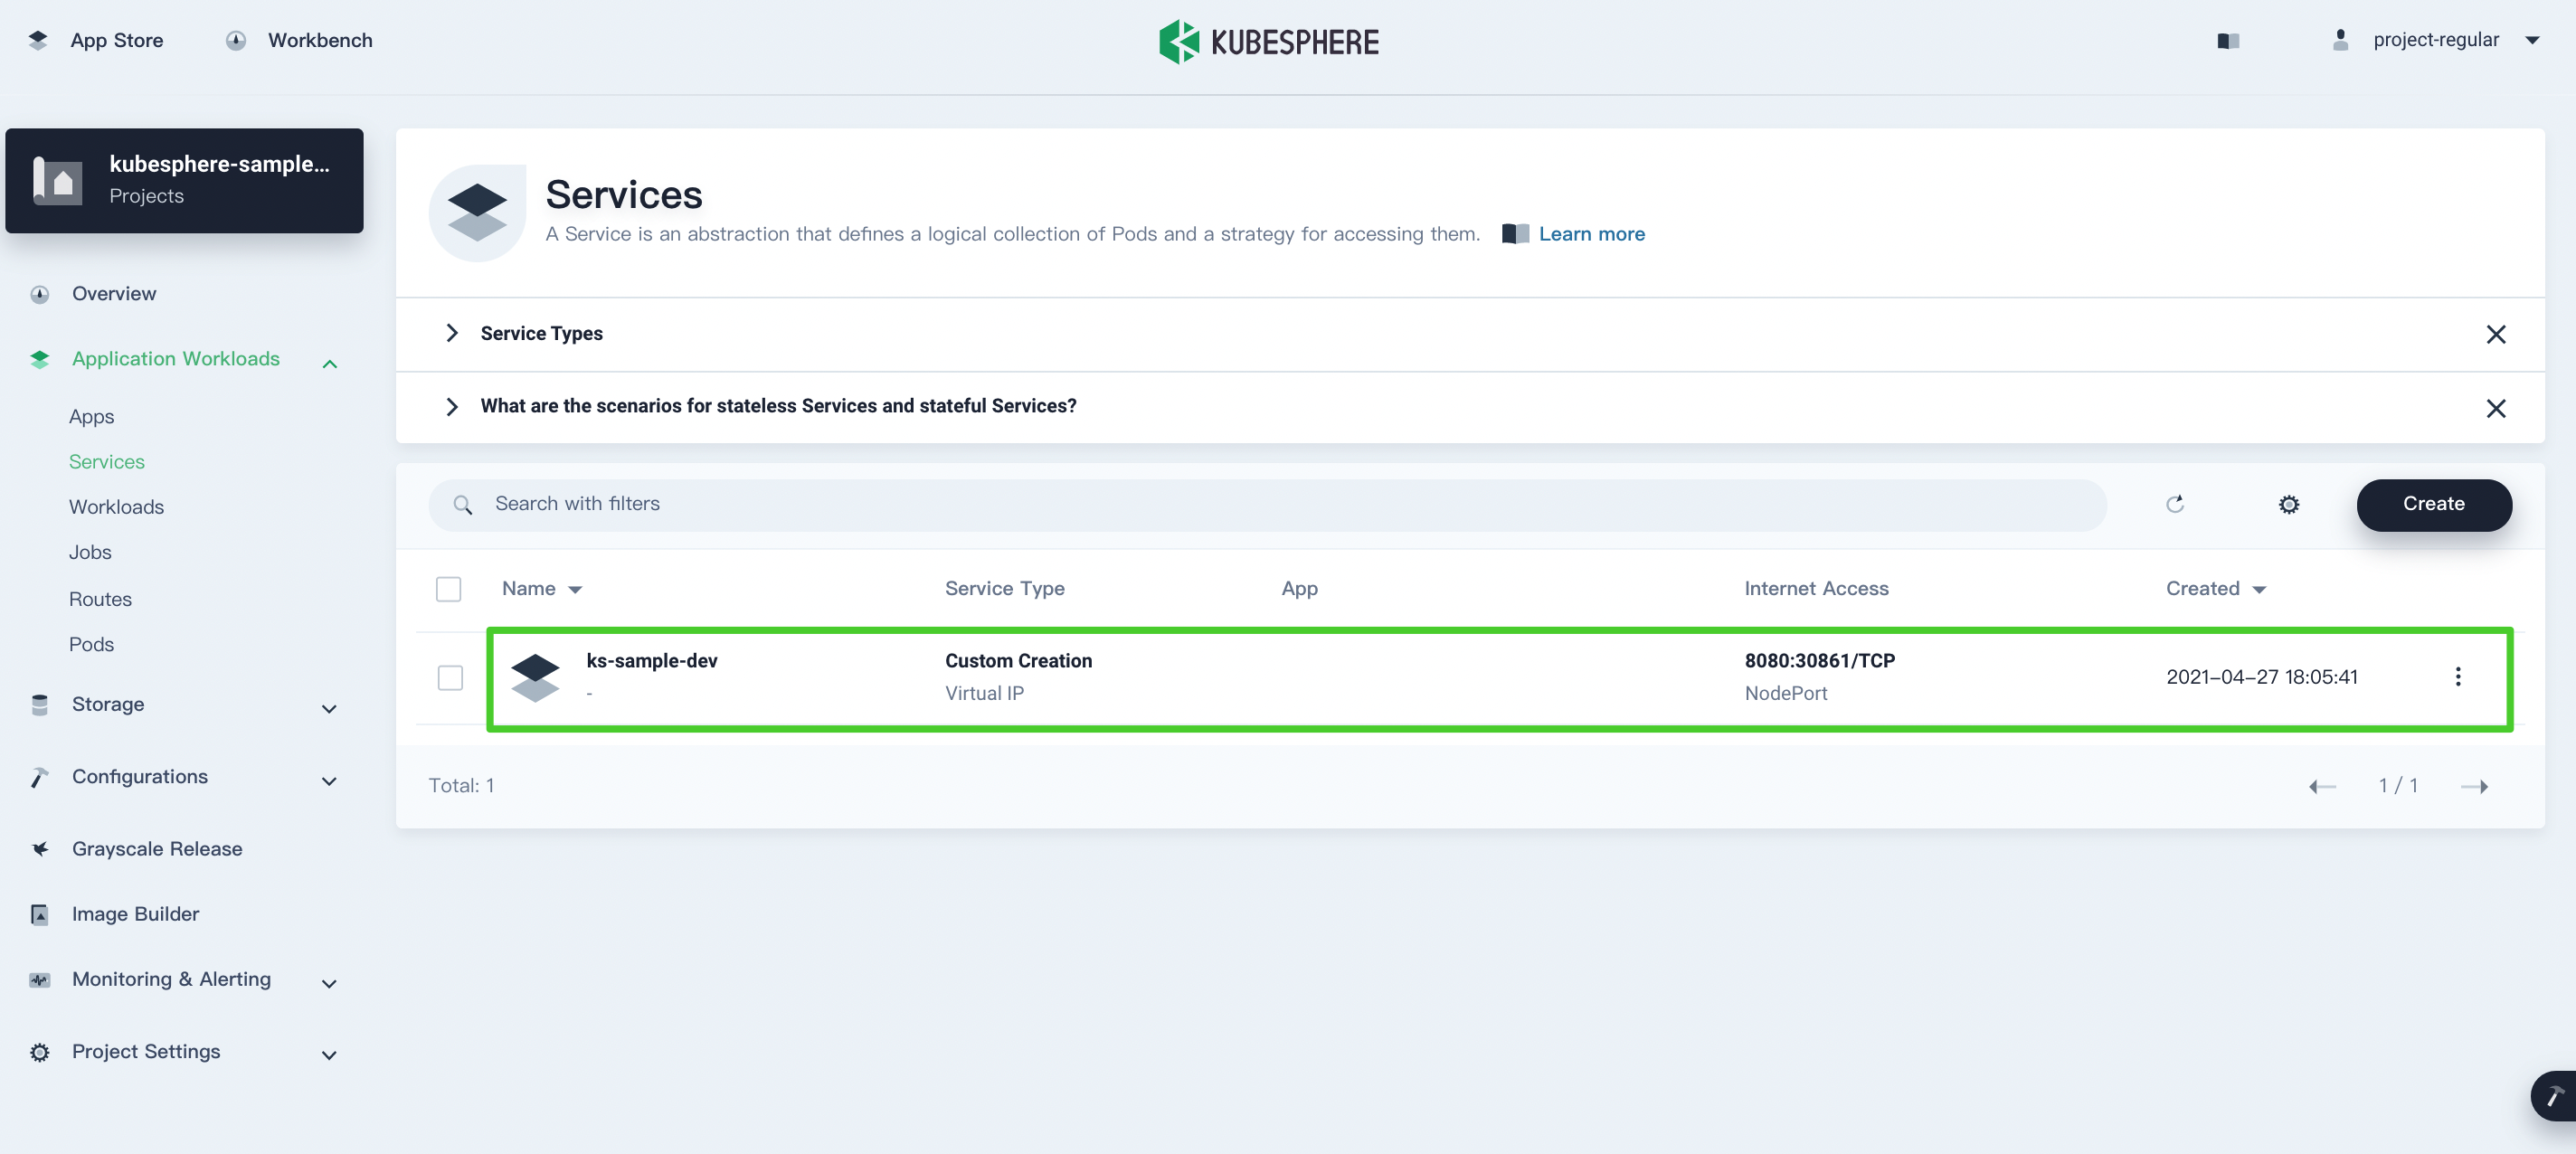 App Store
Workbench
KUBESPHERE
project-regular
kubesphere-sample...
Projects
Overview
Application Workloads
Apps
Services
Workloads
Jobs
Routes
Pods
Storage
Configurations
Grayscale Release
Image Builder
Monitoring & Alerting
Project Settings
Services
A Service is an abstraction that defines a logical collection of Pods and a strategy for accessing them. Learn more
Service Types
What are the scenarios for stateless Services and stateful Services?
Search with filters
Create
Name Service Type App Internet Access Created
ks-sample-dev Custom Creation 8080:30861/TCP 2021-04-27 18:05:41
- Virtual IP NodePort
Total: 1
1 / 1